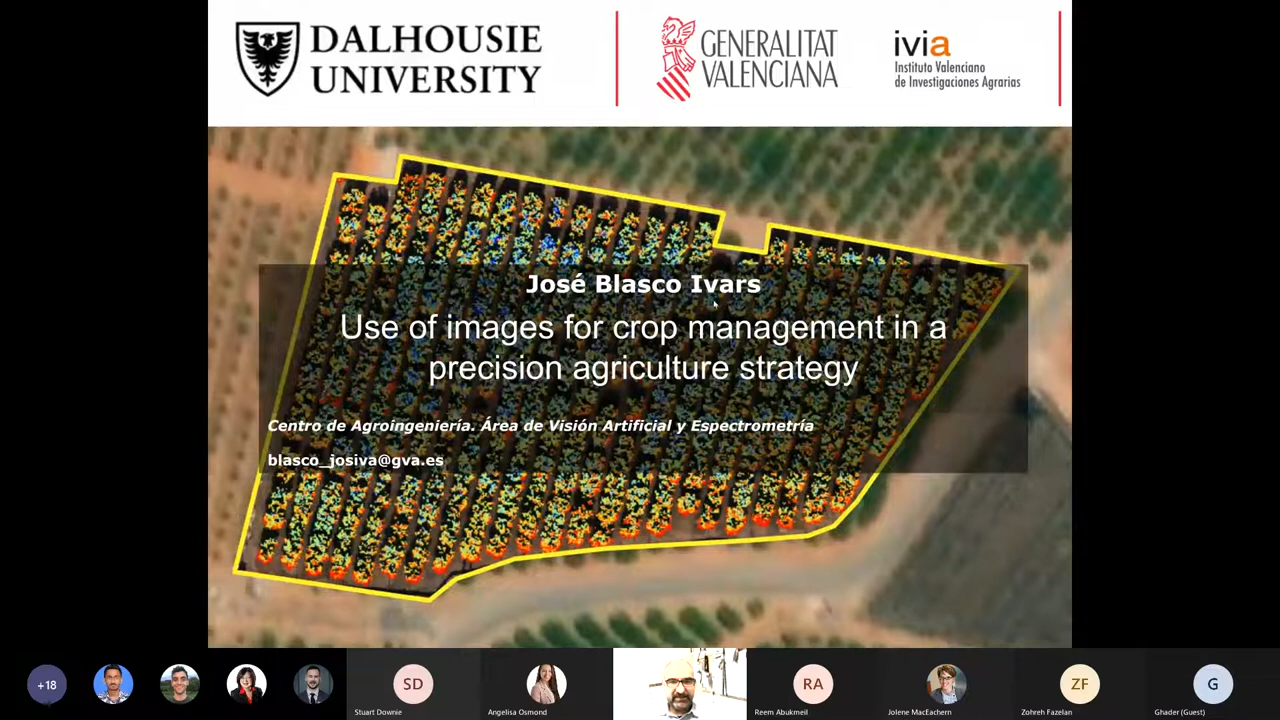 DALHOUSIE
UNIVERSITY
GENERALITAT
VALENCIANA
ivia
Instituto Valenciano
de Investigaciones Agrarias
José Blasco Ivars
Use of images for crop management in a
precision agriculture strategy
Centro de Agroingeniería. Área de Visión Artificial y Espectrometría
blasco_josiva@gva.es
+18
SD
RA
ZF
G
Stuart Downie
Angelisa Osmond
Reem Abukmeil
Jolene MacEachern
Zohreh Fazelan
Ghader (Guest)